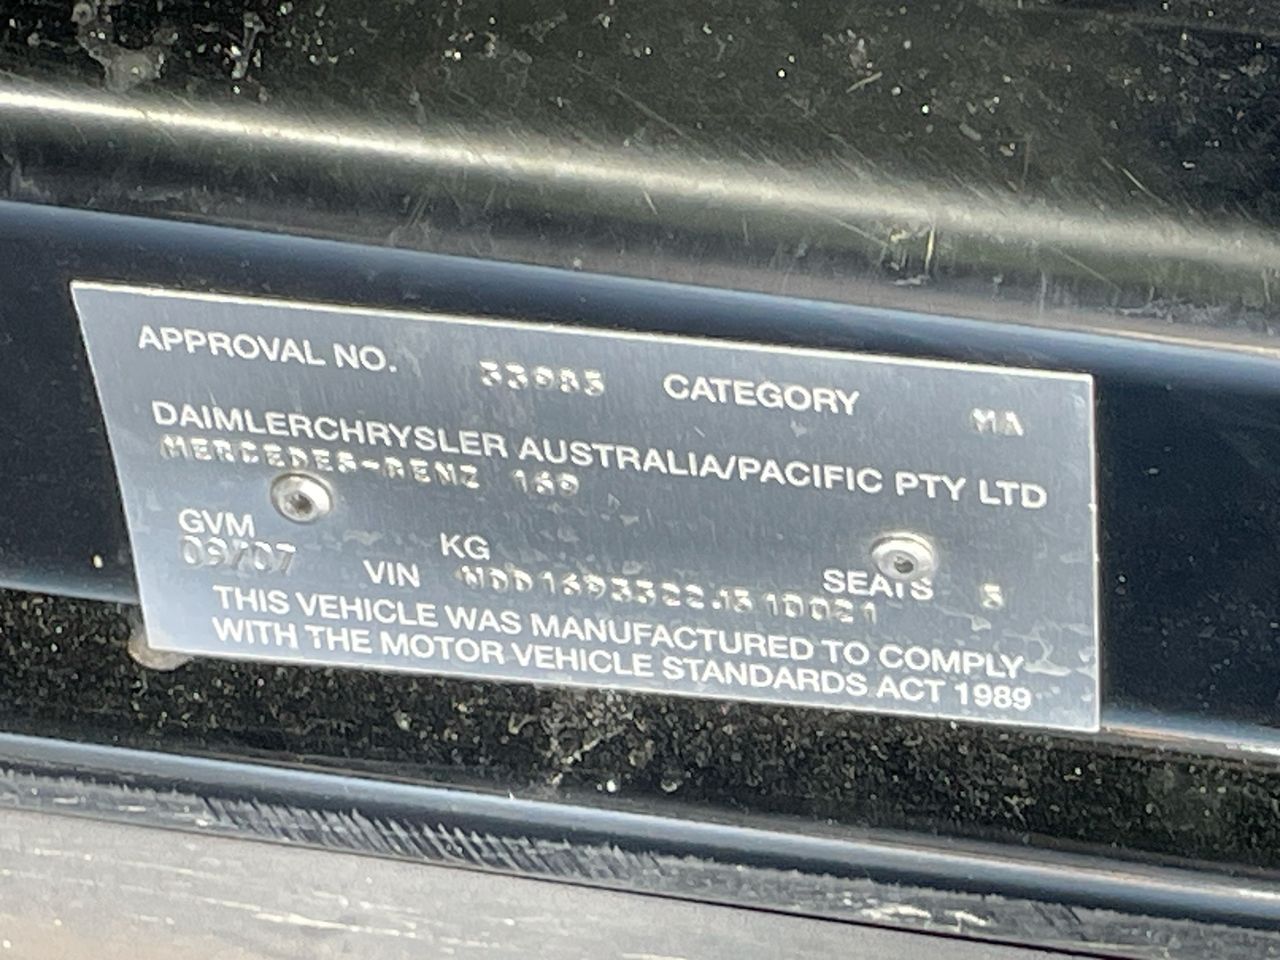 APPROVAL NO. CATEGORY MA
DAIMLERCHRYSLER AUSTRALIA/PACIFIC PTY LTD
MERCEDES-BENZ 169
GVM KG SEATS 5
09/07 VIN
THIS VEHICLE WAS MANUFACTURED TO COMPLY
WITH THE MOTOR VEHICLE STANDARDS ACT 1989